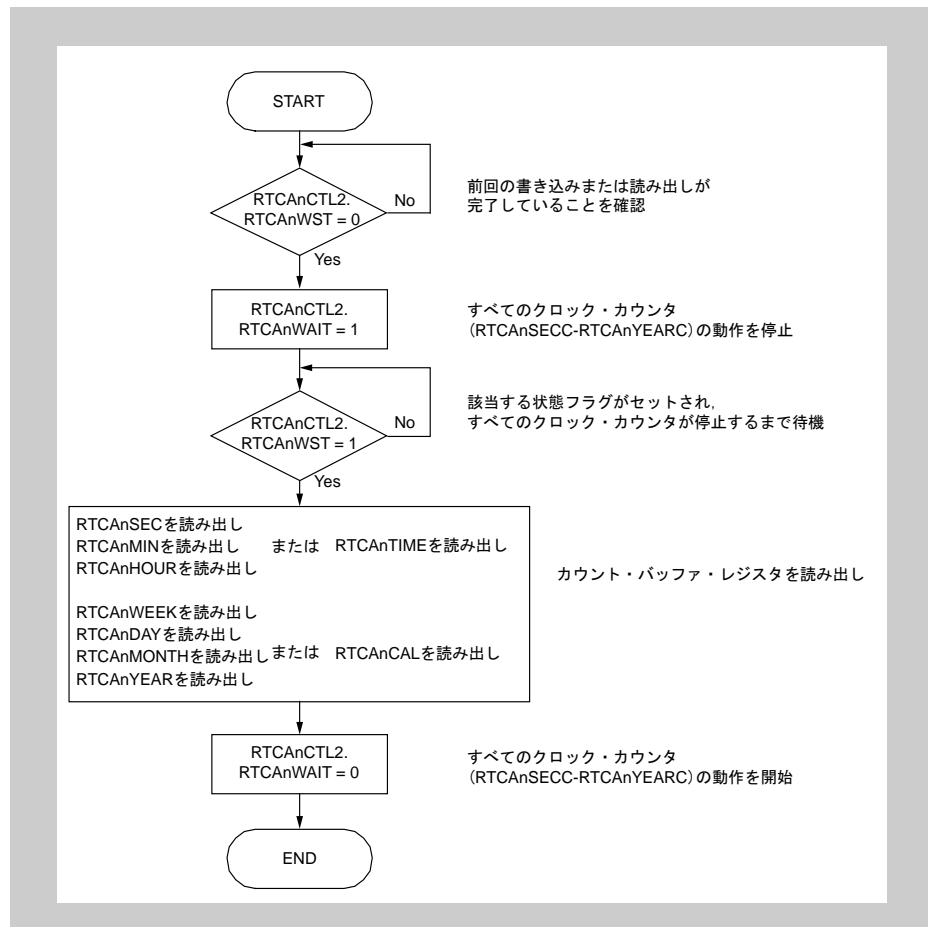 START
RTCAnCTL2.
RTCAnWST = 0
No
前回の書き込みまたは読み出しが
完了していることを確認
Yes
RTCAnCTL2.
RTCAnWAIT = 1
すべてのクロック・カウンタ
(RTCAnSECC-RTCAnYEARC)の動作を停止
RTCAnCTL2.
RTCAnWST = 1
No
該当する状態フラグがセットされ,
すべてのクロック・カウンタが停止するまで待機
Yes
RTCAnSECを読み出し
RTCAnMINを読み出し または RTCAnTIMEを読み出し
RTCAnHOURを読み出し
カウント・バッファ・レジスタを読み出し
RTCAnWEEKを読み出し
RTCAnDAYを読み出し
RTCAnMONTHを読み出し または RTCAnCALを読み出し
RTCAnYEARを読み出し
RTCAnCTL2.
RTCAnWAIT = 0
すべてのクロック・カウンタ
(RTCAnSECC-RTCAnYEARC)の動作を開始
END